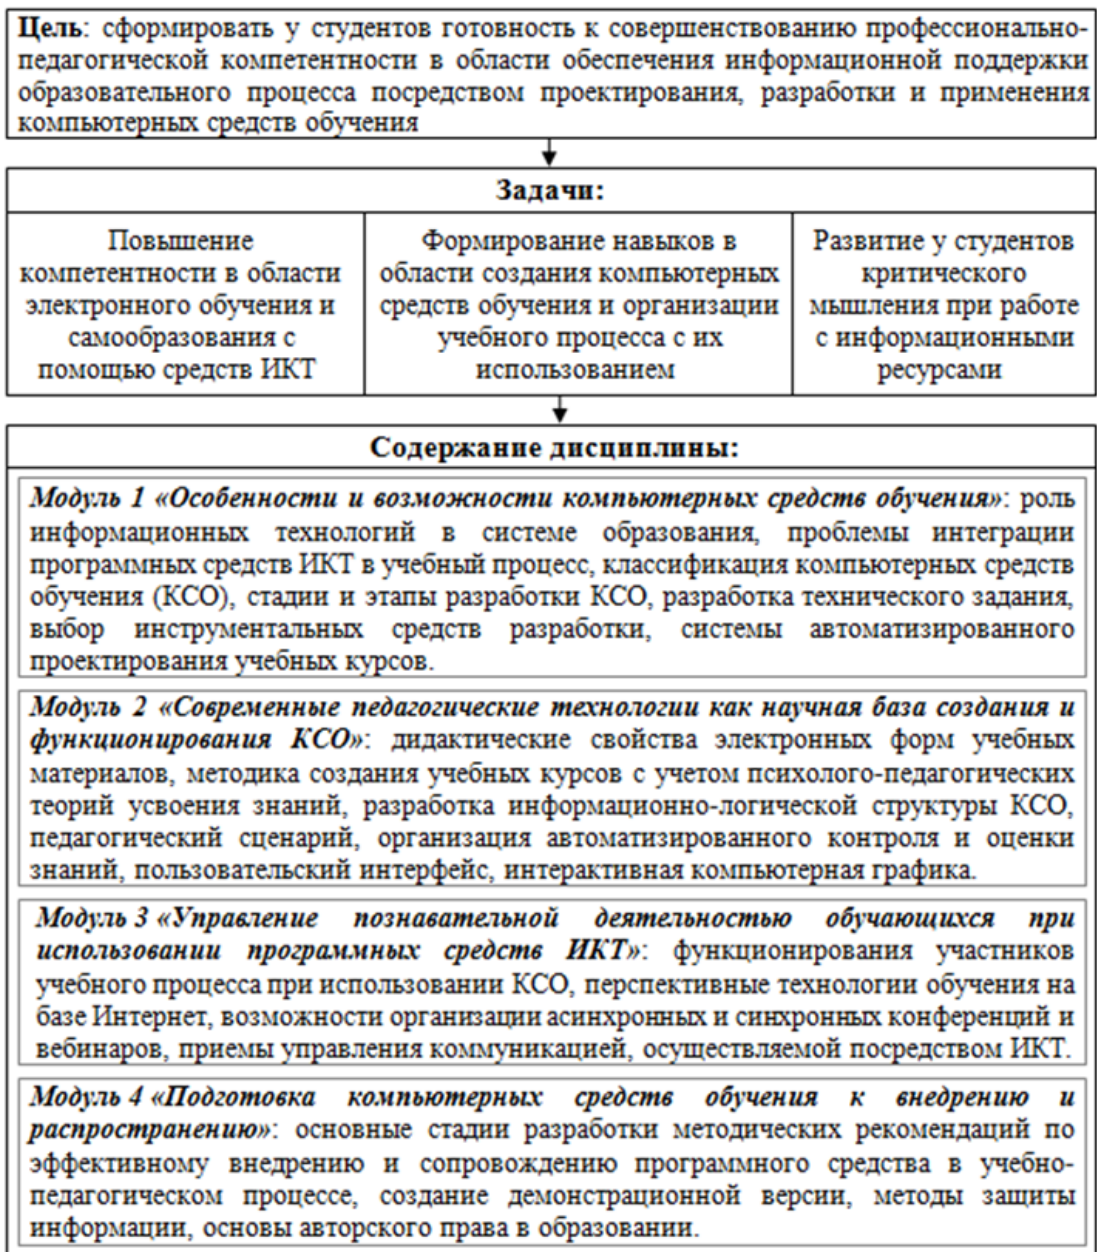 Цель: сформировать у студентов готовность к совершенствованию профессионально-
педагогической компетентности в области обеспечения информационной поддержки
образовательного процесса посредством проектирования, разработки и применения
компьютерных средств обучения
Задачи:
Повышение
компетентности в области
электронного обучения и
самообразования с
помощью средств ИКТ
Формирование навыков в
области создания компьютерных
средств обучения и организации
учебного процесса с их
использованием
Развитие у студентов
критического
мышления при работе
с информационными
ресурсами
Содержание дисциплины:
Модуль 1 «Особенности и возможности компьютерных средств обучения»: роль
информационных технологий в системе образования, проблемы интеграции
программных средств ИКТ в учебный процесс, классификация компьютерных средств
обучения (КСО), стадии и этапы разработки КСО, разработка технического задания,
выбор инструментальных средств разработки, системы автоматизированного
проектирования учебных курсов.
Модуль 2 «Современные педагогические технологии как научная база создания и
функционирования КСО»: дидактические свойства электронных форм учебных
материалов, методика создания учебных курсов с учетом психолого-педагогических
теорий усвоения знаний, разработка информационно-логической структуры КСО,
педагогический сценарий, организация автоматизированного контроля и оценки
знаний, пользовательский интерфейс, интерактивная компьютерная графика.
Модуль 3 «Управление познавательной деятельностью обучающихся при
использовании программных средств ИКТ»: функционирования участников
учебного процесса при использовании КСО, перспективные технологии обучения на
базе Интернет, возможности организации асинхронных и синхронных конференций и
вебинаров, приемы управления коммуникацией, осуществляемой посредством ИКТ.
Модуль 4 «Подготовка компьютерных средств обучения к внедрению и
распространению»: основные стадии разработки методических рекомендаций по
эффективному внедрению и сопровождению программного средства в учебно-
педагогическом процессе, создание демонстрационной версии, методы защиты
информации, основы авторского права в образовании.